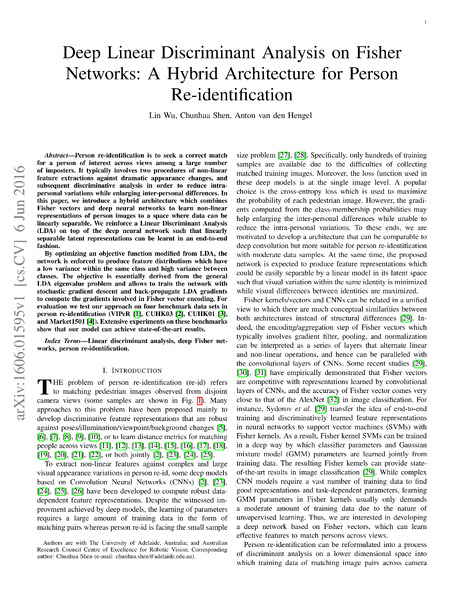 1
Deep Linear Discriminant Analysis on Fisher
Networks: A Hybrid Architecture for Person
Re-identification
Lin Wu, Chunhua Shen, Anton van den Hengel
arXiv:1606.01595v1 [cs.CV] 6 Jun 2016
Abstract—Person re-identification is to seek a correct match
for a person of interest across views among a large number
of imposters. It typically involves two procedures of non-linear
feature extractions against dramatic appearance changes, and
subsequent discriminative analysis in order to reduce intra-
personal variations while enlarging inter-personal differences. In
this paper, we introduce a hybrid architecture which combines
Fisher vectors and deep neural networks to learn non-linear
representations of person images to a space where data can be
linearly separable. We reinforce a Linear Discriminant Analysis
(LDA) on top of the deep neural network such that linearly
separable latent representations can be learnt in an end-to-end
fashion.
By optimizing an objective function modified from LDA, the
network is enforced to produce feature distributions which have
a low variance within the same class and high variance between
classes. The objective is essentially derived from the general
LDA eigenvalue problem and allows to train the network with
stochastic gradient descent and back-propagate LDA gradients
to compute the gradients involved in Fisher vector encoding. For
evaluation we test our approach on four benchmark data sets in
person re-identification (VIPeR [1], CUHK03 [2], CUHK01 [3],
and Market1501 [4]). Extensive experiments on these benchmarks
show that our model can achieve state-of-the-art results.
Index Terms—Linear discriminant analysis, deep Fisher net-
works, person re-identification.
I. INTRODUCTION
THE problem of person re-identification (re-id) refers
to matching pedestrian images observed from disjoint
camera views (some samples are shown in Fig. 1). Many
approaches to this problem have been proposed mainly to
develop discriminative feature representations that are robust
against poses/illumination/viewpoint/background changes [5],
[6], [7], [8], [9], [10], or to learn distance metrics for matching
people across views [11], [12], [13], [14], [15], [16], [17], [18],
[19], [20], [21], [22], or both jointly [2], [23], [24], [25].
To extract non-linear features against complex and large
visual appearance variations in person re-id, some deep models
based on Convolution Neural Networks (CNNs) [2], [23],
[24], [25], [26] have been developed to compute robust data-
dependent feature representations. Despite the witnessed im-
provment achieved by deep models, the learning of parameters
requires a large amount of training data in the form of
matching pairs whereas person re-id is facing the small sample
Authors are with The University of Adelaide, Australia; and Australian
Research Council Centre of Excellence for Robotic Vision; Corresponding
author: Chunhua Shen (e-mail: chunhua.shen@adelaide.edu.au).
size problem [27], [28]. Specifically, only hundreds of training
samples are available due to the difficulties of collecting
matched training images. Moreover, the loss function used in
these deep models is at the single image level. A popular
choice is the cross-entropy loss which is used to maximize
the probability of each pedestrian image. However, the gradi-
ents computed from the class-membership probabilities may
help enlarging the inter-personal differences while unable to
reduce the intra-personal variations. To these ends, we are
motivated to develop a architecture that can be comparable to
deep convolution but more suitable for person re-identification
with moderate data samples. At the same time, the proposed
network is expected to produce feature representations which
could be easily separable by a linear model in its latent space
such that visual variation within the same identity is minimized
while visual differences between identities are maximized.
Fisher kernels/vectors and CNNs can be related in a unified
view to which there are much conceptual similarities between
both architectures instead of structural differences [29]. In-
deed, the encoding/aggregation step of Fisher vectors which
typically involves gradient filter, pooling, and normalization
can be interpreted as a series of layers that alternate linear
and non-linear operations, and hence can be paralleled with
the convolutional layers of CNNs. Some recent studies [29],
[30], [31] have empirically demonstrated that Fisher vectors
are competitive with representations learned by convolutional
layers of CNNs, and the accuracy of Fisher vector comes very
close to that of the AlexNet [32] in image classification. For
instance, Sydorov et al. [29] transfer the idea of end-to-end
training and discriminatively learned feature representations
in neural networks to support vector machines (SVMs) with
Fisher kernels. As a result, Fisher kernel SVMs can be trained
in a deep way by which classifier parameters and Gaussian
mixture model (GMM) parameters are learned jointly from
training data. The resulting Fisher kernels can provide state-
of-the-art results in image classification [29]. While complex
CNN models require a vast number of training data to find
good representations and task-dependent parameters, learning
GMM parameters in Fisher kernels usually only demands
a moderate amount of training data due to the nature of
unsupervised learning. Thus, we are interested in developing
a deep network based on Fisher vectors, which can learn
effective features to match persons across views.
Person re-identification can be reformulated into a process
of discriminant analysis on a lower dimensional space into
which training data of matching image pairs across camera